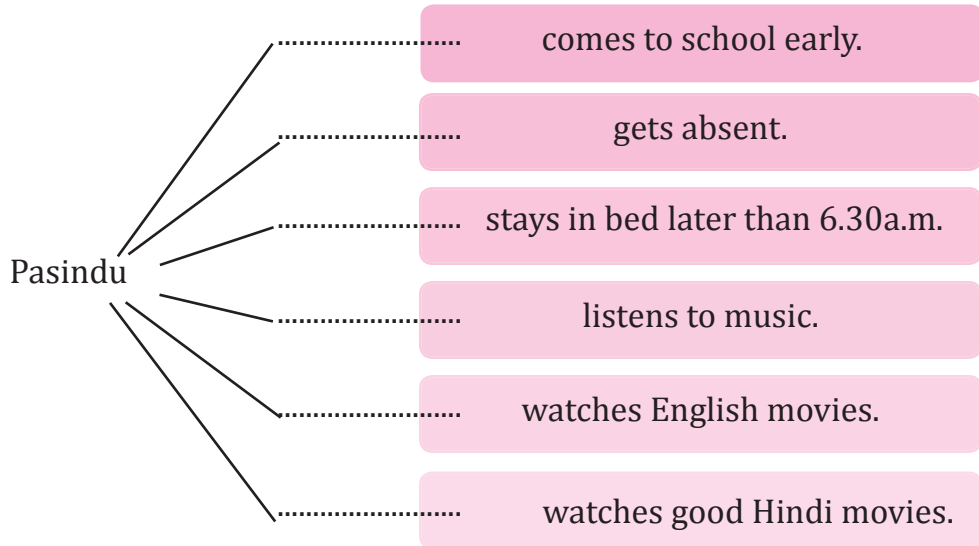 comes to school early.
gets absent.
stays in bed later than 6.30a.m.
Pasindu
listens to music.
watches English movies.
watches good Hindi movies.